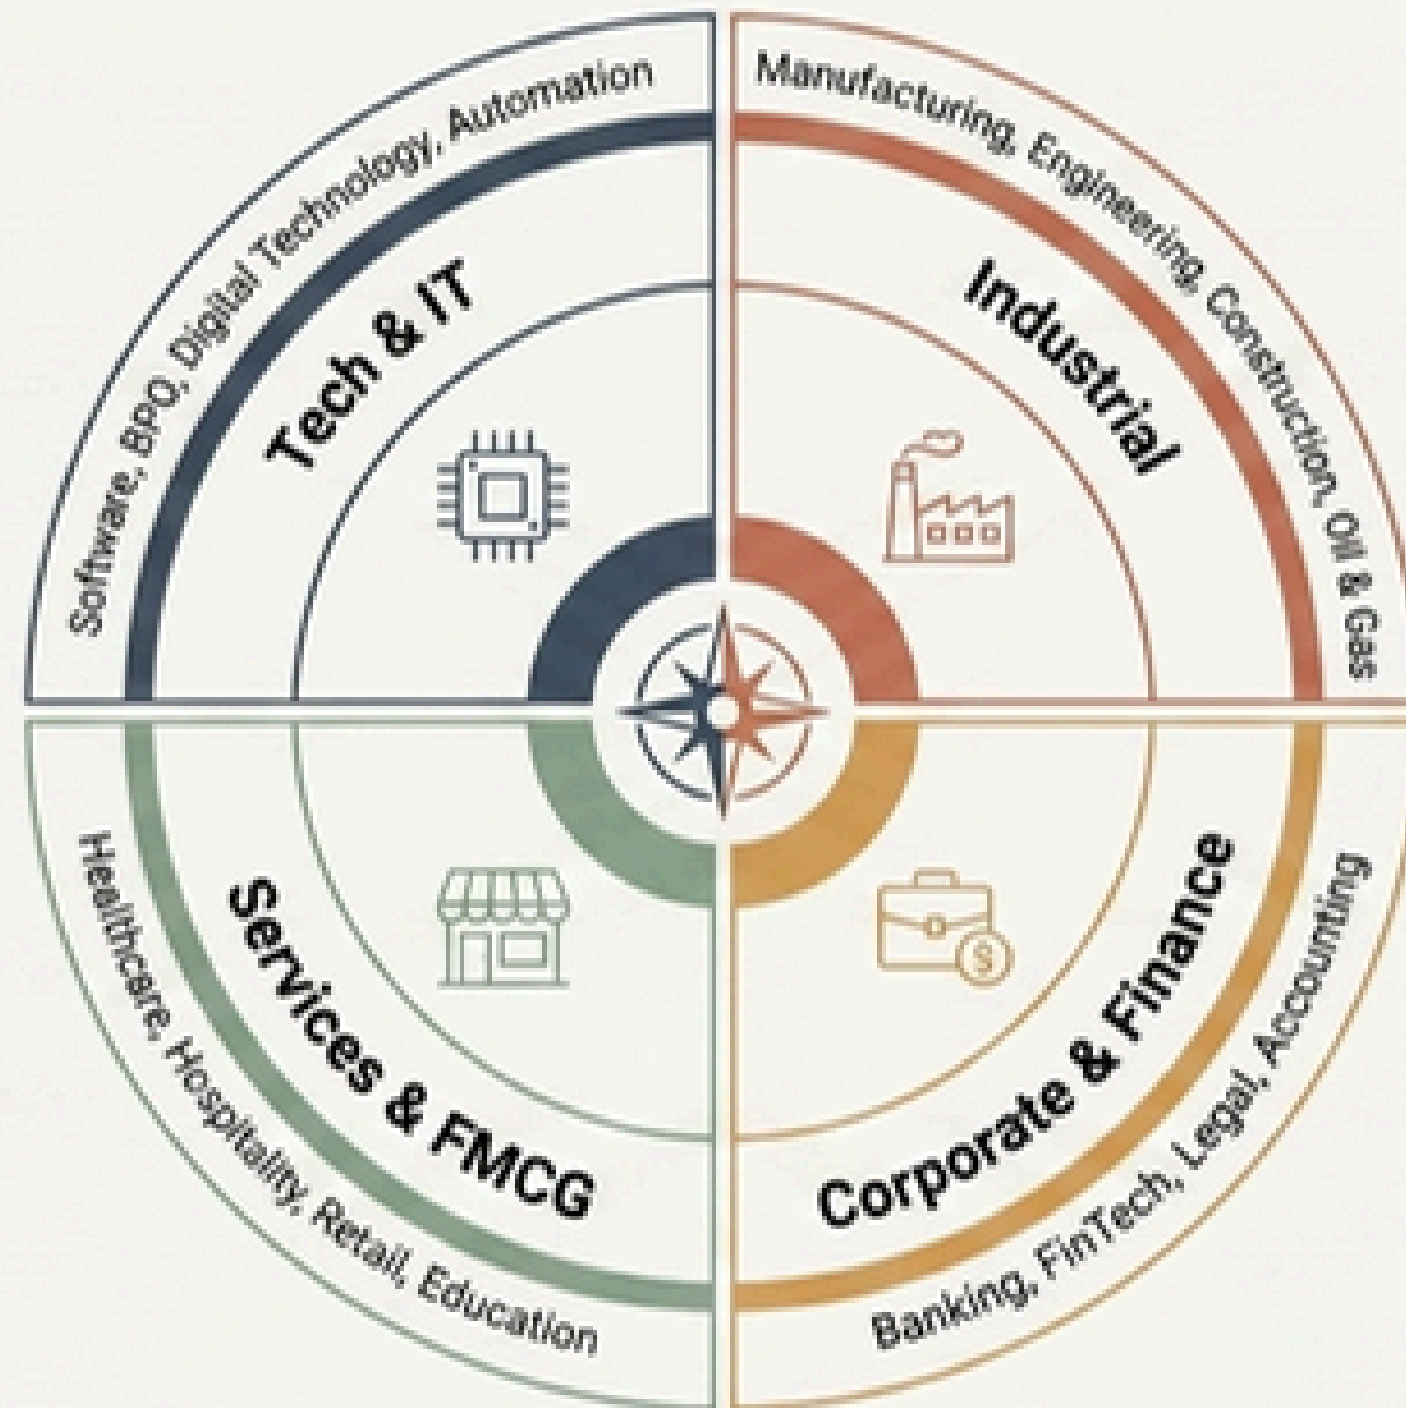 Software, BPO, Digital Technology, Automation
Tech & IT
Manufacturing, Engineering, Construction, Oil & Gas
Industrial
Services & FMCG
Healthcare, Hospitality, Retail, Education
Corporate & Finance
Banking, FinTech, Legal, Accounting
$